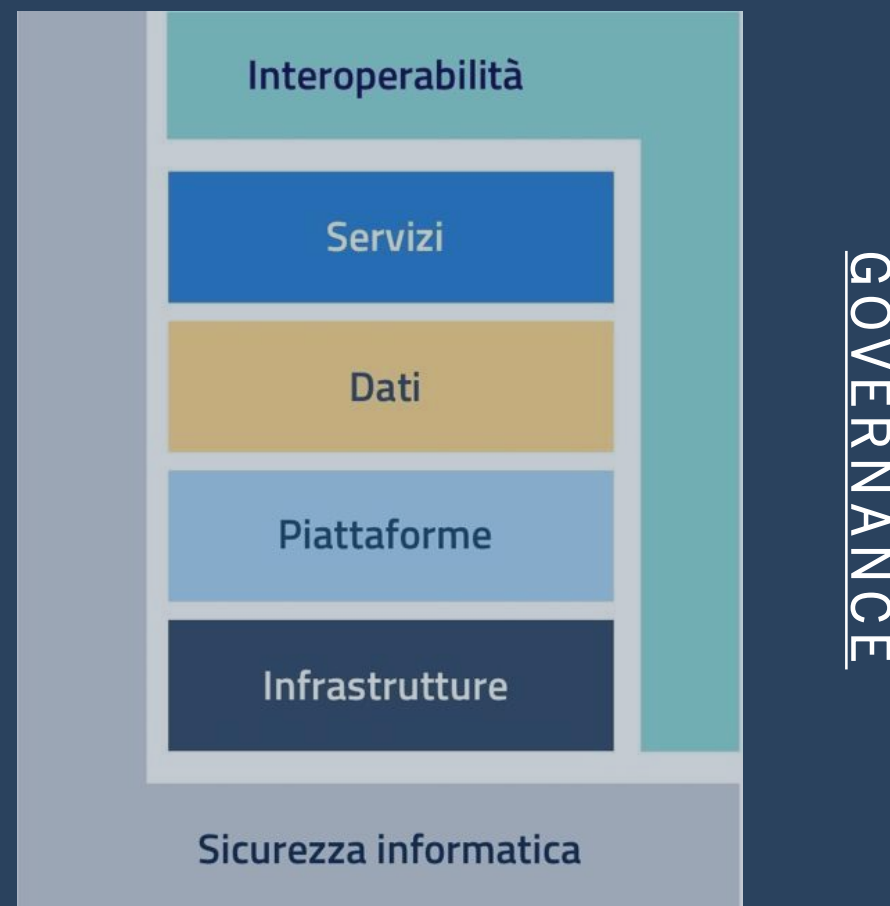 Interoperabilità
Servizi
Dati
Piattaforme
Infrastrutture
Sicurezza informatica
GOVERNANCE